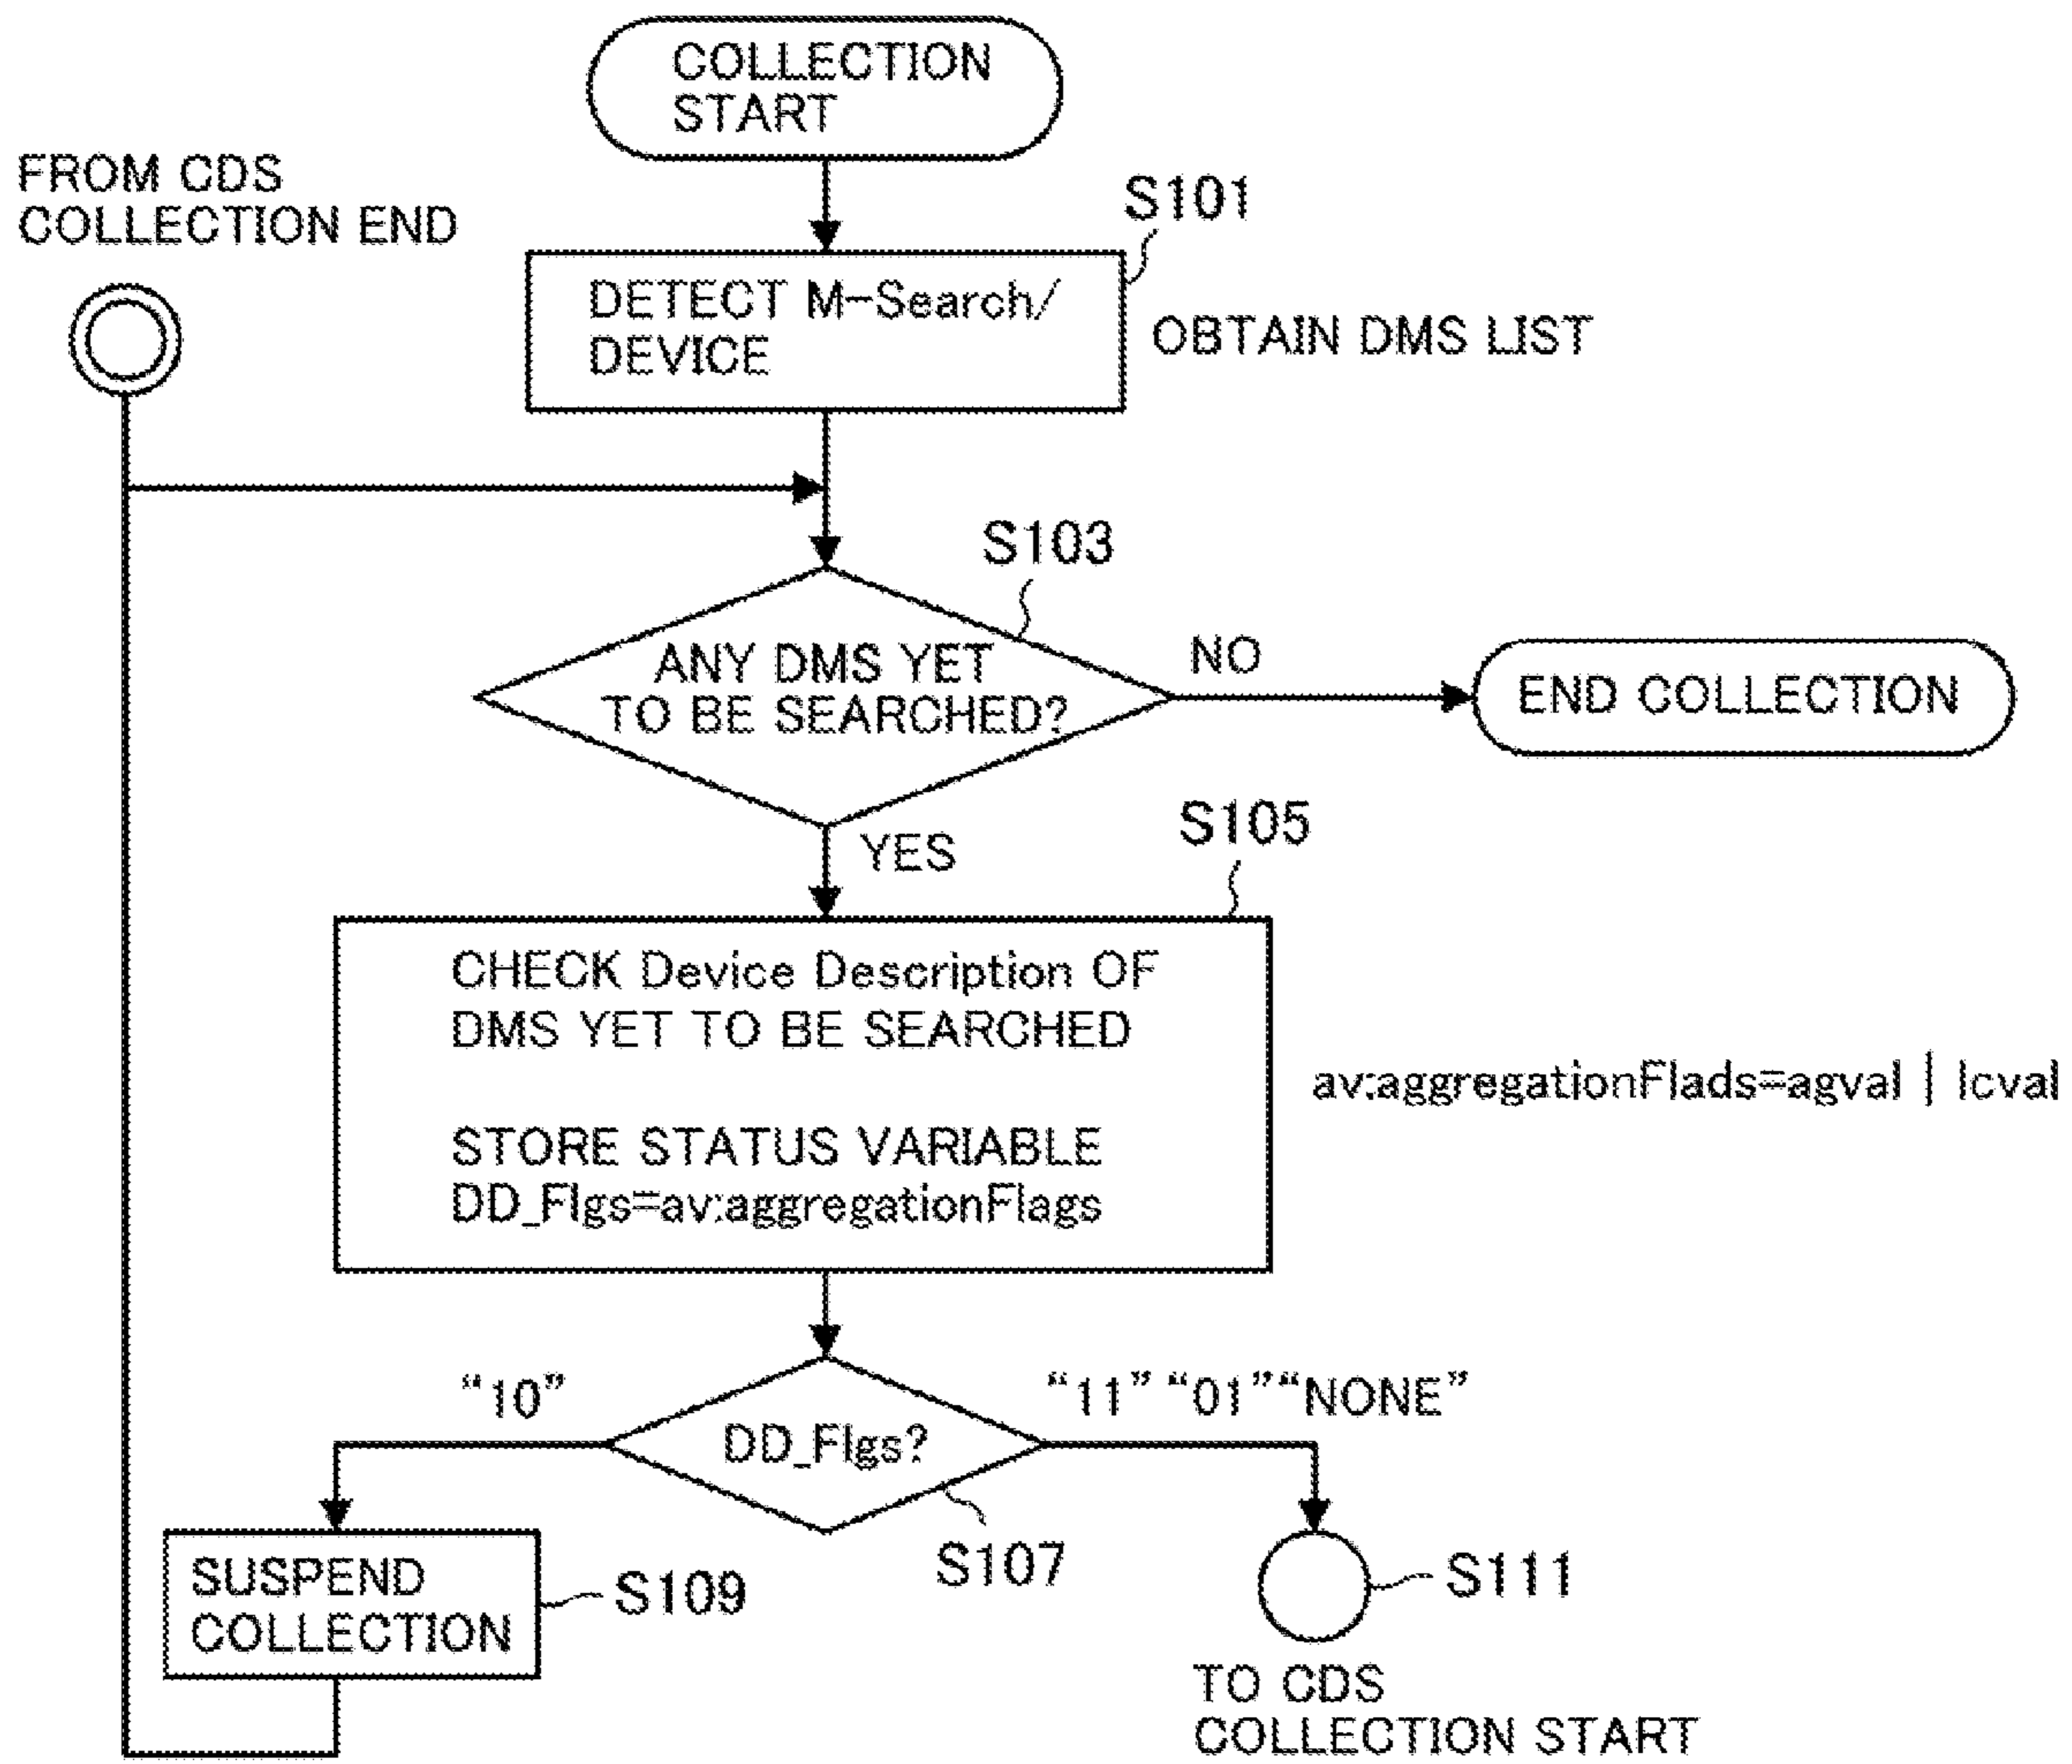 COLLECTION
START
FROM CDS
COLLECTION END
S101
DETECT M-Search/
DEVICE
OBTAIN DMS LIST
S103
ANY DMS YET
TO BE SEARCHED?
NO
END COLLECTION
YES
S105
CHECK Device Description OF
DMS YET TO BE SEARCHED
STORE STATUS VARIABLE
DD_Flgs=av:aggregationFlags
av:aggregationFlads=agval | lcval
“10”
“11” “01”“NONE”
DD_Flgs?
S107
SUSPEND
COLLECTION
S109
S111
TO CDS
COLLECTION START